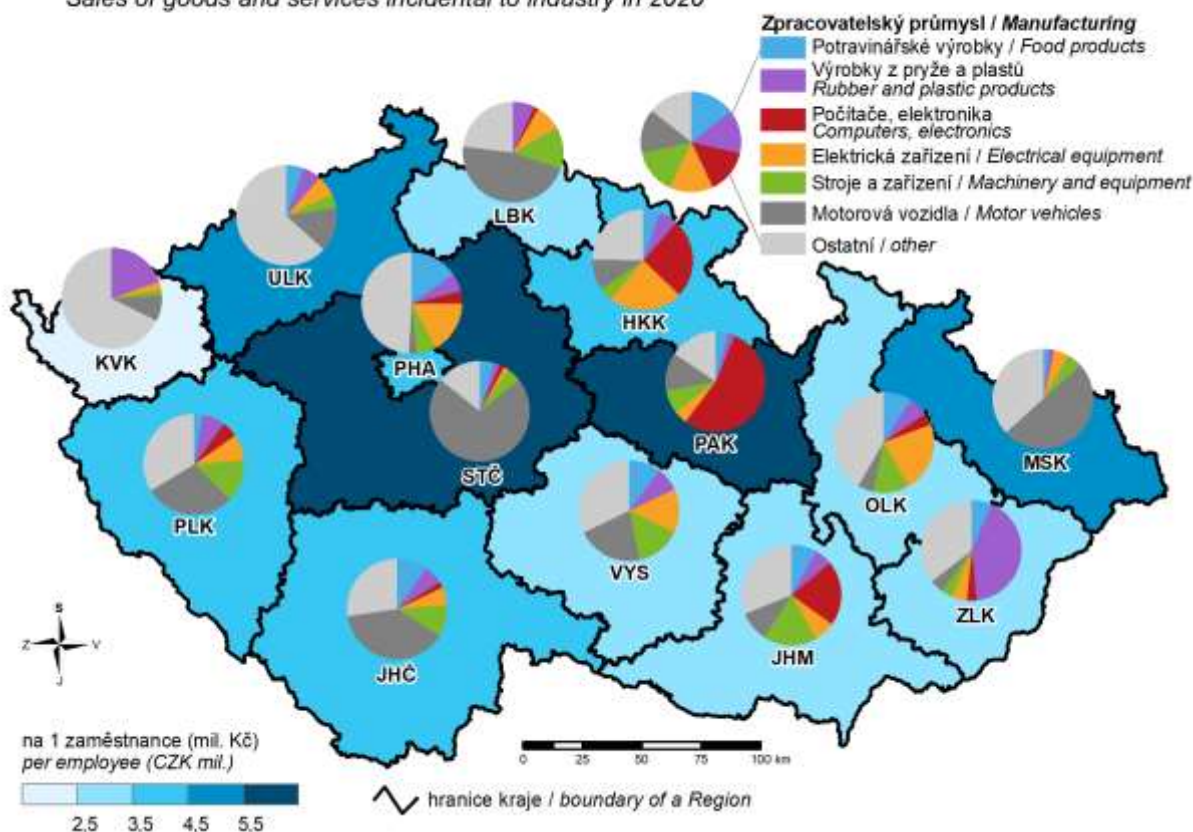 Sales of goods and services incidental to industry in 2020
Zpracovatelský průmysl / Manufacturing
Potravinářské výrobky / Food products
Výrobky z pryže a plastů
Rubber and plastic products
Počítače, elektronika
Computers, electronics
Elektrická zařízení / Electrical equipment
Stroje a zařízení / Machinery and equipment
Motorová vozidla / Motor vehicles
Ostatní / other
LBK
ULK
HKK
KVK
PHA
STČ
PAK
MSK
OLK
PLK
VYS
ZLK
JHM
JHČ
S
Z V
J
na 1 zaměstnance (mil. Kč)
per employee (CZK mil.)
2,5 3,5 4,5 5,5
0 25 50 75 100 km
hranice kraje / boundary of a Region